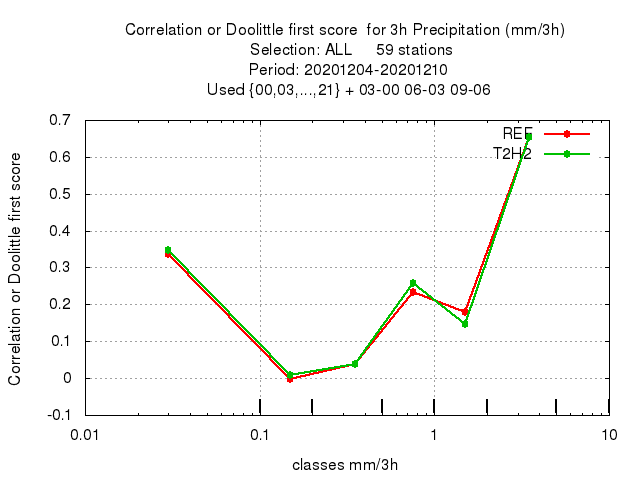 Correlation or Doolittle first score  for 3h Precipitation (mm/3h)
Selection: ALL     59 stations
Period: 20201204-20201210
Used {00,03,...,21} + 03-00 06-03 09-06
Correlation or Doolittle first score
0.7
0.6
0.5
0.4
0.3
0.2
0.1
0
-0.1
REF
T2H2
0.01
0.1
1
10
classes mm/3h